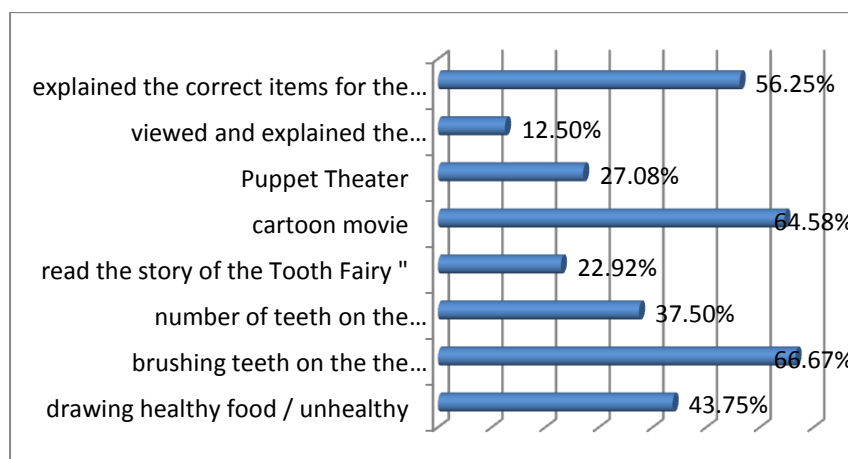 explained the correct items for the... 56.25%
viewed and explained the... 12.50%
Puppet Theater 27.08%
cartoon movie 64.58%
read the story of the Tooth Fairy " 22.92%
number of teeth on the... 37.50%
brushing teeth on the the... 66.67%
drawing healthy food / unhealthy 43.75%